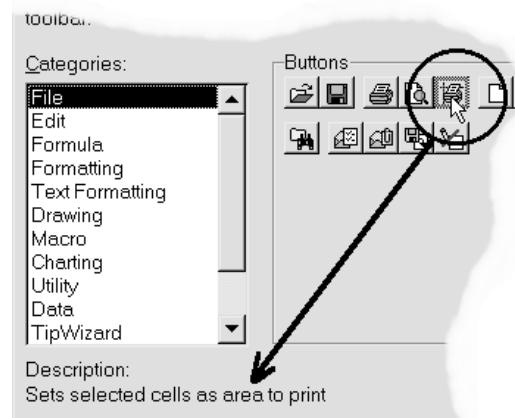 toolbar.
Categories:
Buttons
File
Edit
Formula
Formatting
Text Formatting
Drawing
Macro
Charting
Utility
Data
TipWizard
Description:
Sets selected cells as area to print